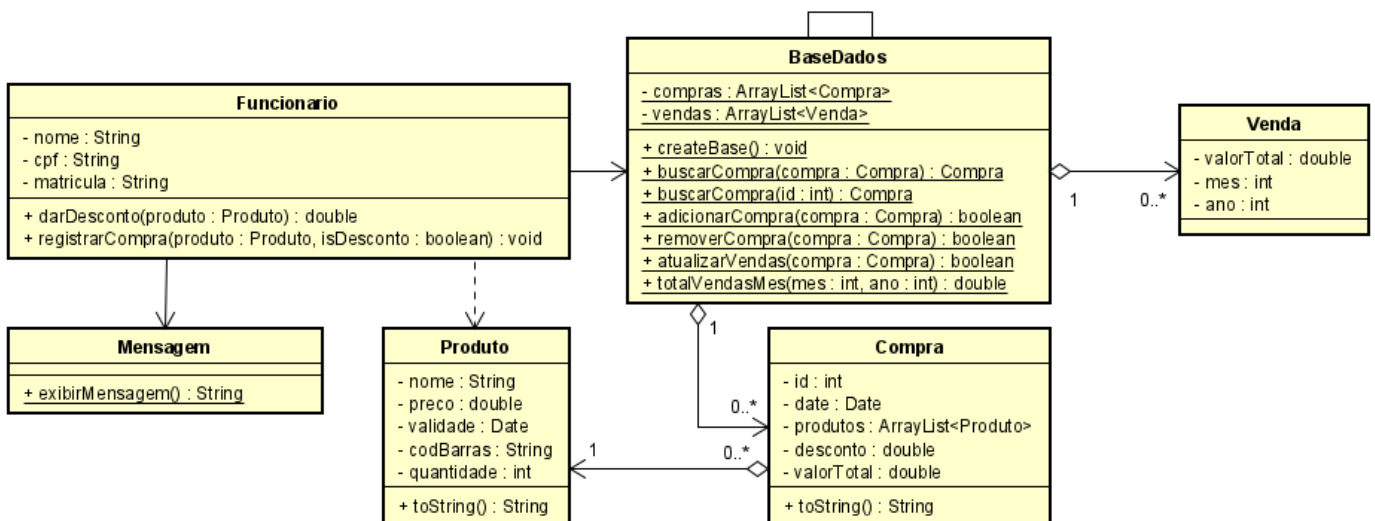 BaseDados
- compras : ArrayList<Compra>
- vendas : ArrayList<Venda>
+ createBase() : void
+ buscarCompra(compra : Compra) : Compra
+ buscarCompra(id : int) : Compra
+ adicionarCompra(compra : Compra) : boolean
+ removerCompra(compra : Compra) : boolean
+ atualizarVendas(compra : Compra) : boolean
+ totalVendasMes(mes : int, ano : int) : double
Funcionario
- nome : String
- cpf : String
- matricula : String
+ darDesconto(produto : Produto) : double
+ registrarCompra(produto : Produto, isDesconto : boolean) : void
Venda
- valorTotal : double
- mes : int
- ano : int
1
0..*
1
0..*
Mensagem
+ exibirMensagem() : String
Produto
- nome : String
- preco : double
- validade : Date
- codBarras : String
- quantidade : int
+ toString() : String
1
0..*
Compra
- id : int
- date : Date
- produtos : ArrayList<Produto>
- desconto : double
- valorTotal : double
+ toString() : String